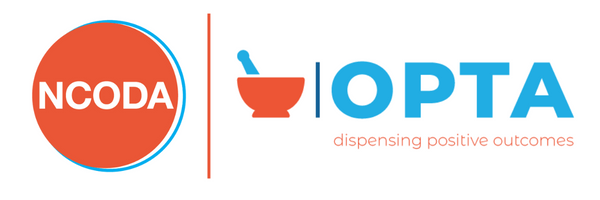 NCODA
OPTA
dispensing positive outcomes